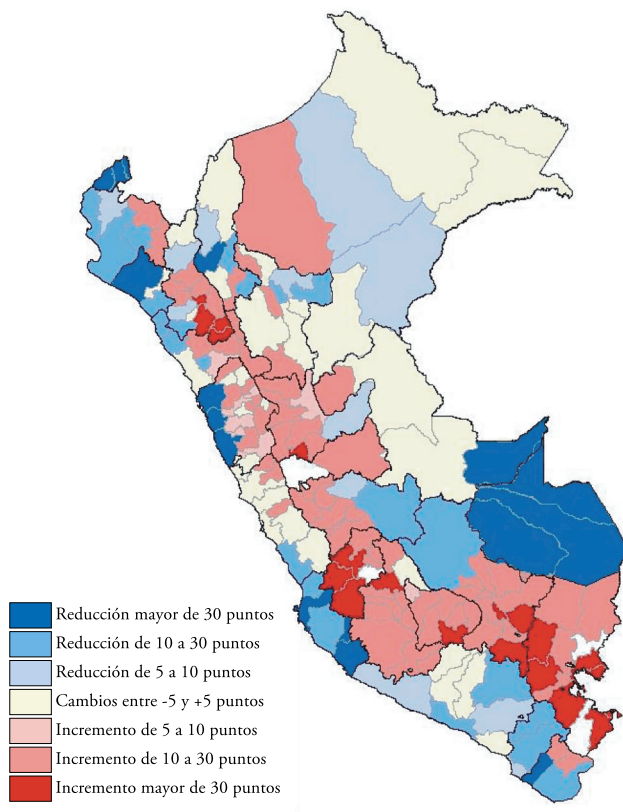 Reducción mayor de 30 puntos
Reducción de 10 a 30 puntos
Reducción de 5 a 10 puntos
Cambios entre -5 y +5 puntos
Incremento de 5 a 10 puntos
Incremento de 10 a 30 puntos
Incremento mayor de 30 puntos